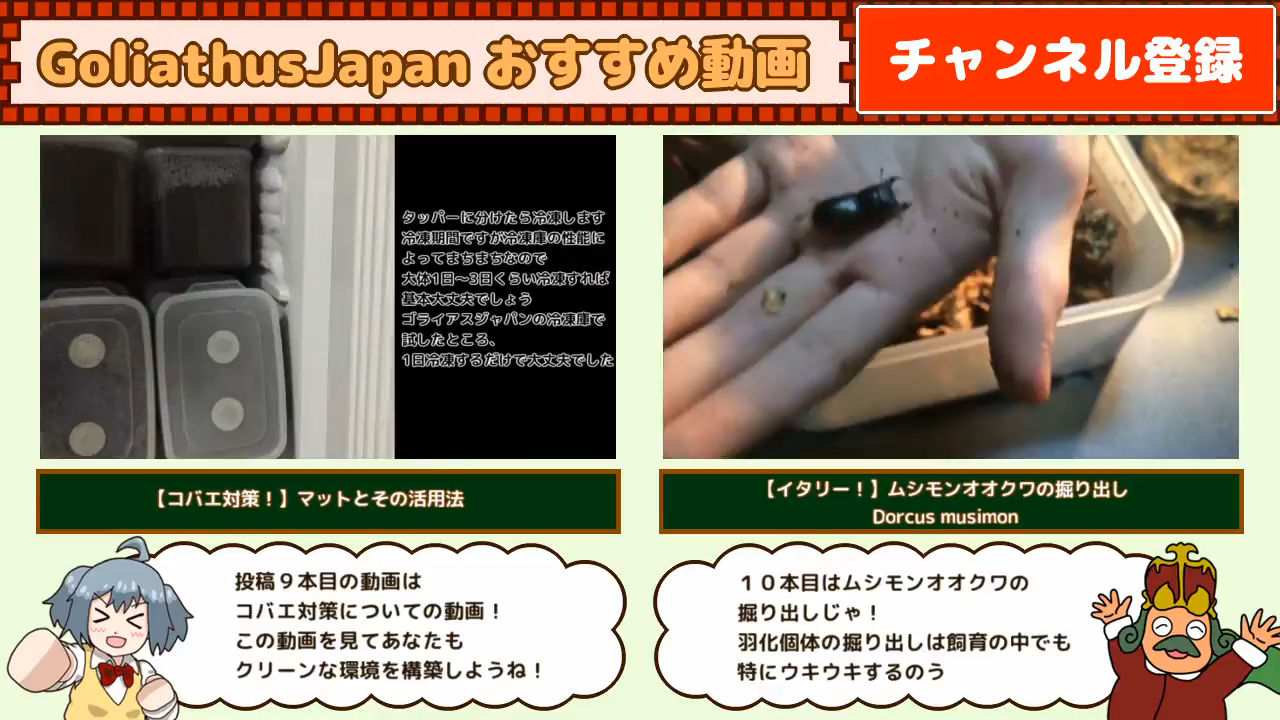 GoliathusJapan おすすめ動画
チャンネル登録
タッパーに分けたら冷凍します
冷凍期間ですが冷凍庫の性能に
よってまちまちなので
大体1日～3日くらい冷凍すれば
基本大丈夫でしょう
ゴライアスジャパンの冷凍庫で
試したところ、
1日冷凍するだけで大丈夫でした
【コバエ対策！】マットとその活用法
【イタリー！】ムシモンオオクワの掘り出し
Dorcus musimon
投稿９本目の動画は
コバエ対策についての動画！
この動画を見てあなたも
クリーンな環境を構築しようね！
１０本目はムシモンオオクワの
掘り出しじゃ！
羽化個体の掘り出しは飼育の中でも
特にウキウキするのう